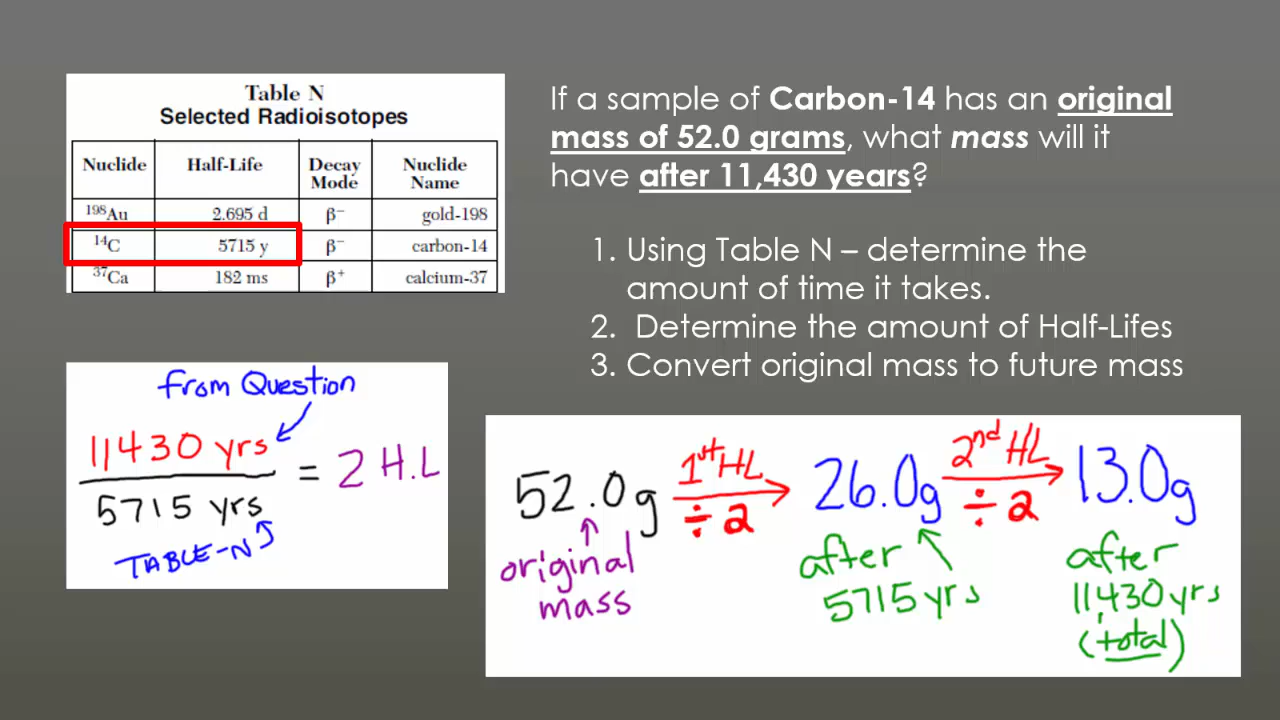 Table N
Selected Radioisotopes
Nuclide Half-Life Decay Mode Nuclide Name
198Au 2.695 d β− gold-198
14C 5715 y β− carbon-14
37Ca 182 ms β+ calcium-37
If a sample of Carbon-14 has an original
mass of 52.0 grams, what mass will it
have after 11,430 years?
1. Using Table N – determine the
amount of time it takes.
2. Determine the amount of Half-Lifes
3. Convert original mass to future mass
from Question
11430 yrs
5715 yrs
= 2 H.L
TABLE-N
52.0g 1st HL ÷ 2 26.0g 2nd HL ÷ 2 13.0g
original
mass
after
5715 yrs
after
11,430 yrs
(total)